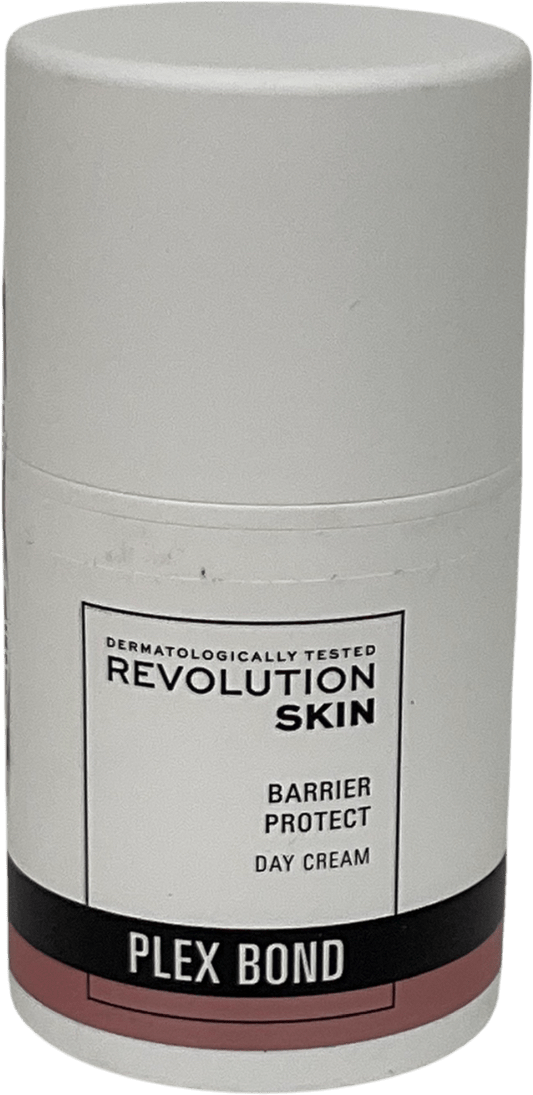 DERMATOLOGICALLY TESTED
REVOLUTION
SKIN
BARRIER
PROTECT
DAY CREAM
PLEX BOND